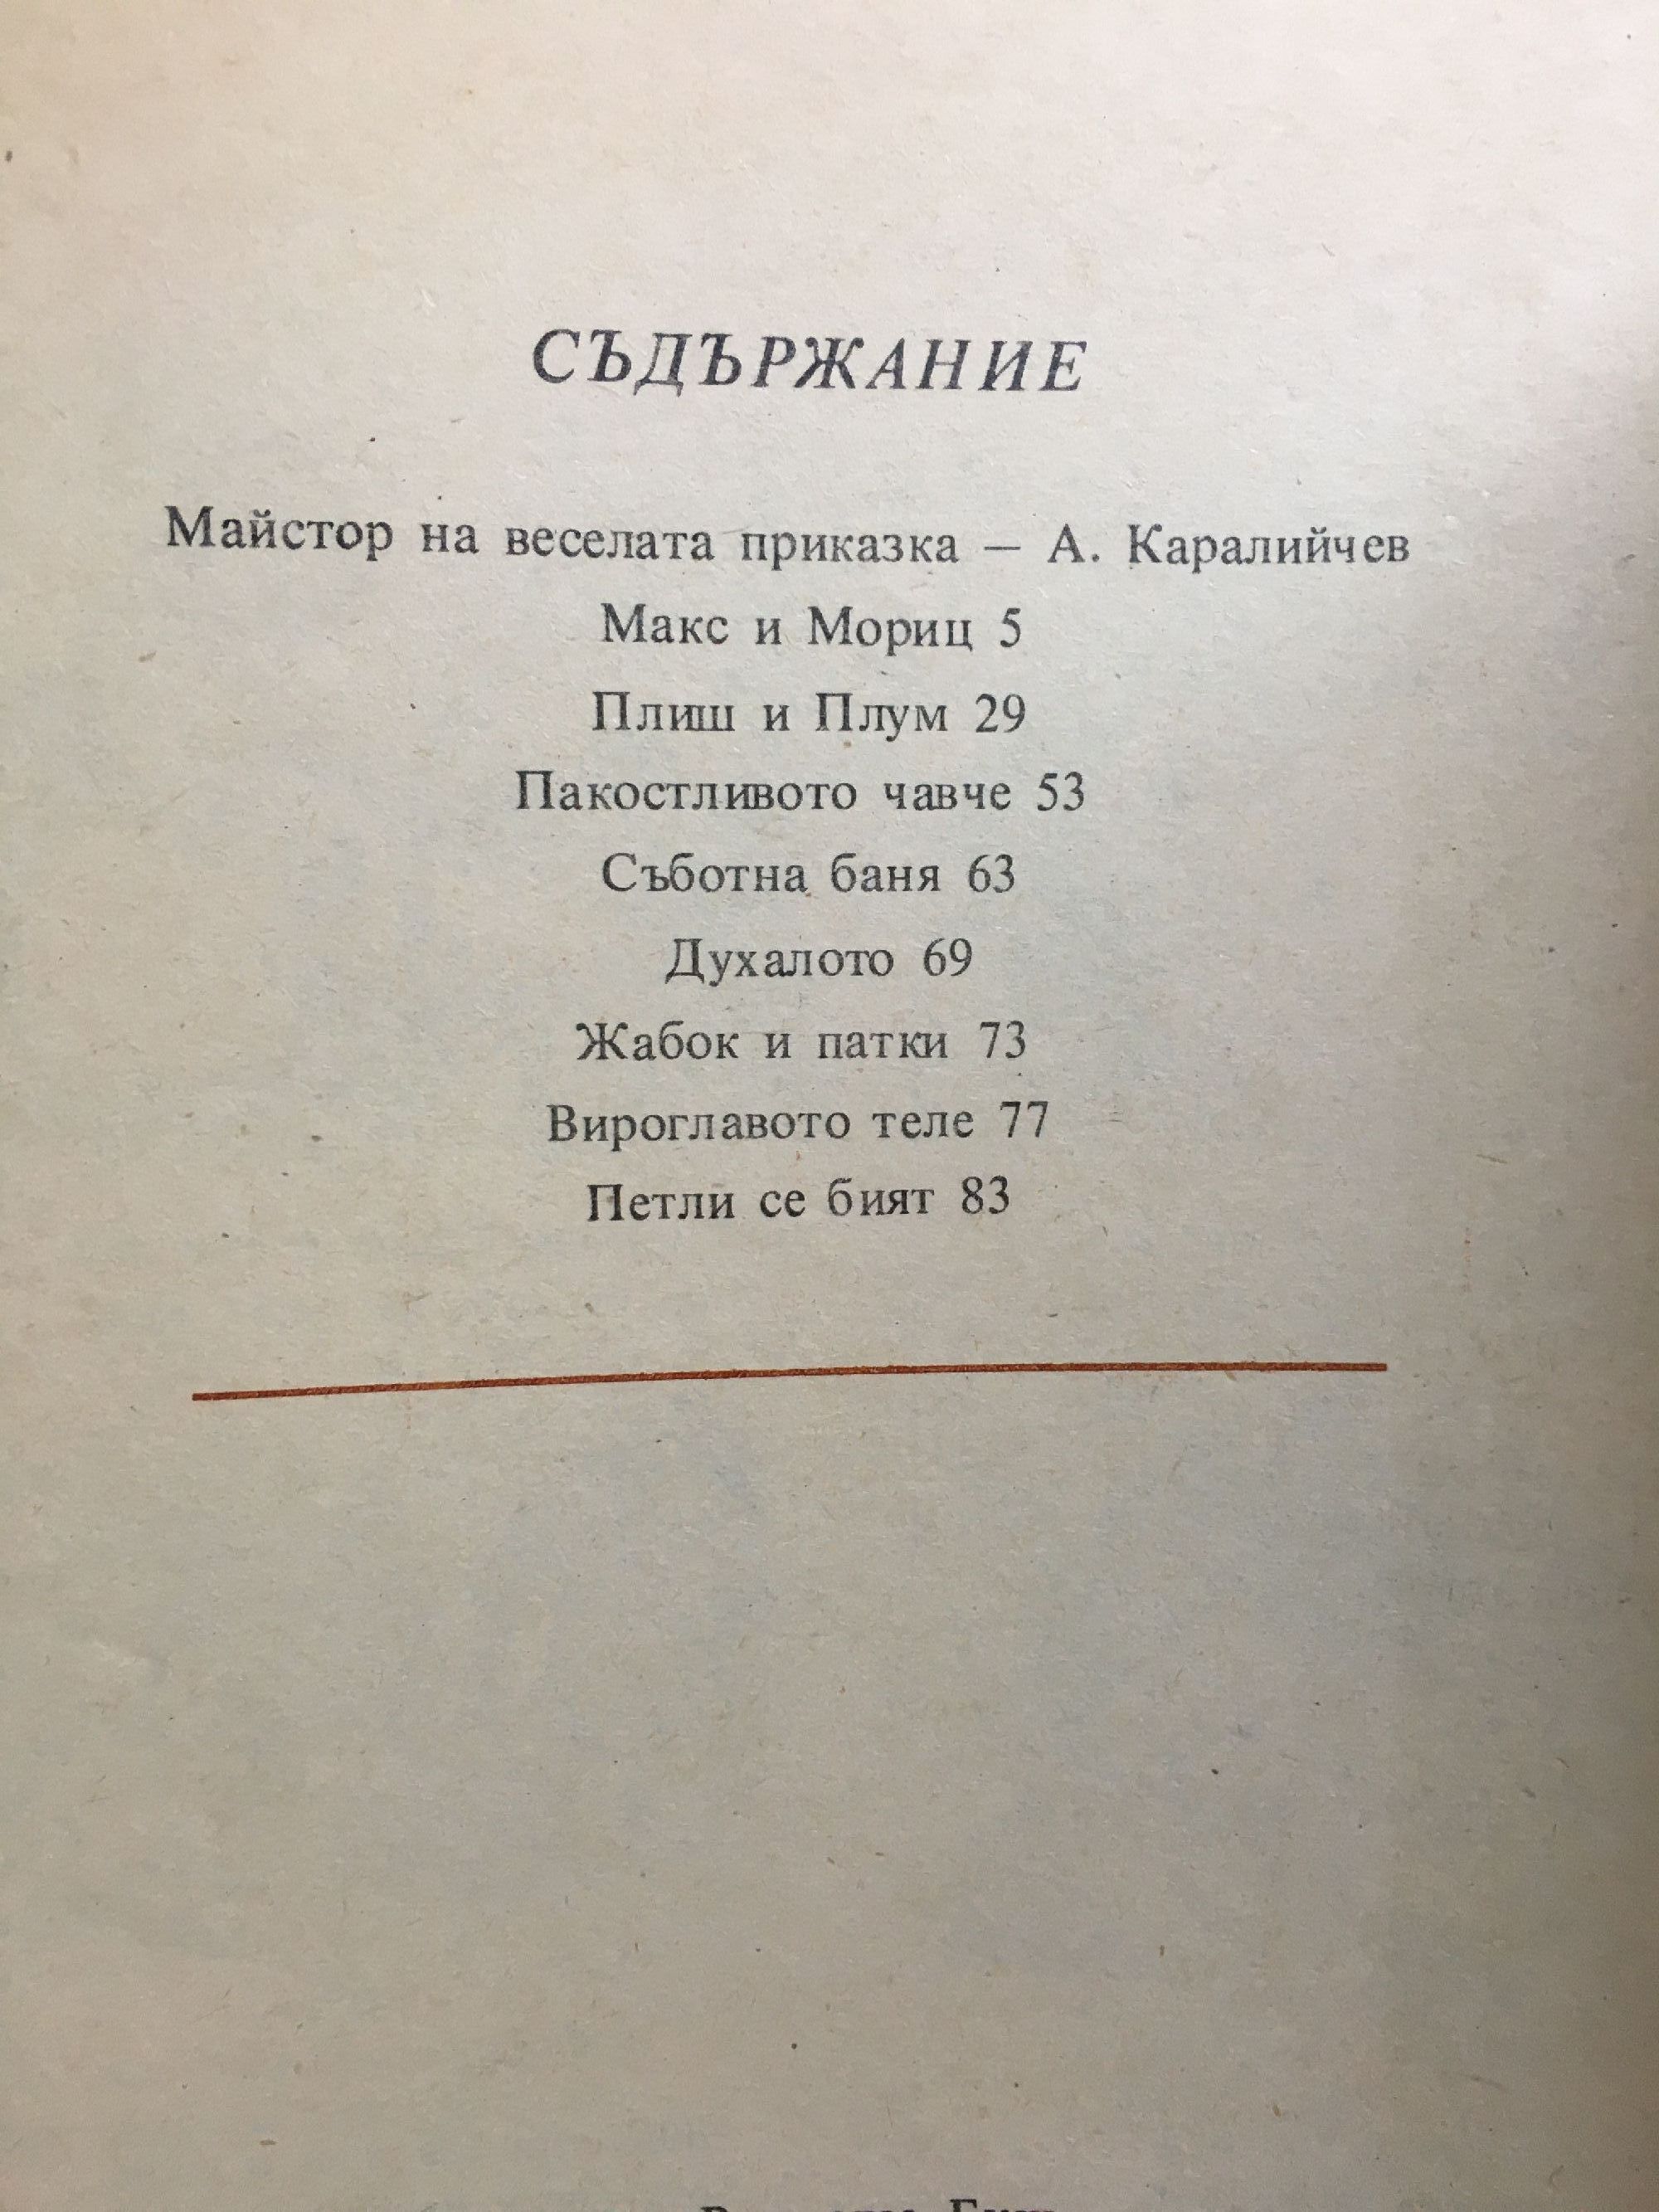 СЪДЪРЖАНИЕ
Майстор на веселата приказка — А. Каралийчев
Макс и Мориц 5
Плиш и Плум 29
Пакостливото чавче 53
Съботна баня 63
Духалото 69
Жабок и патки 73
Вироглавото теле 77
Петли се бият 83